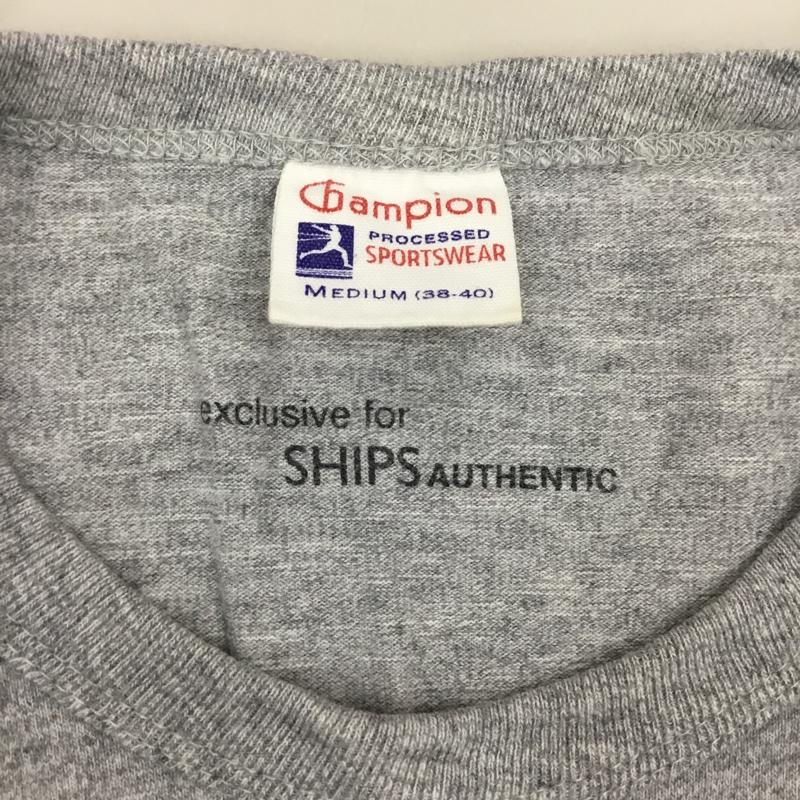 Champion
PROCESSED
SPORTSWEAR
MEDIUM (38-40)
exclusive for
SHIPS AUTHENTIC